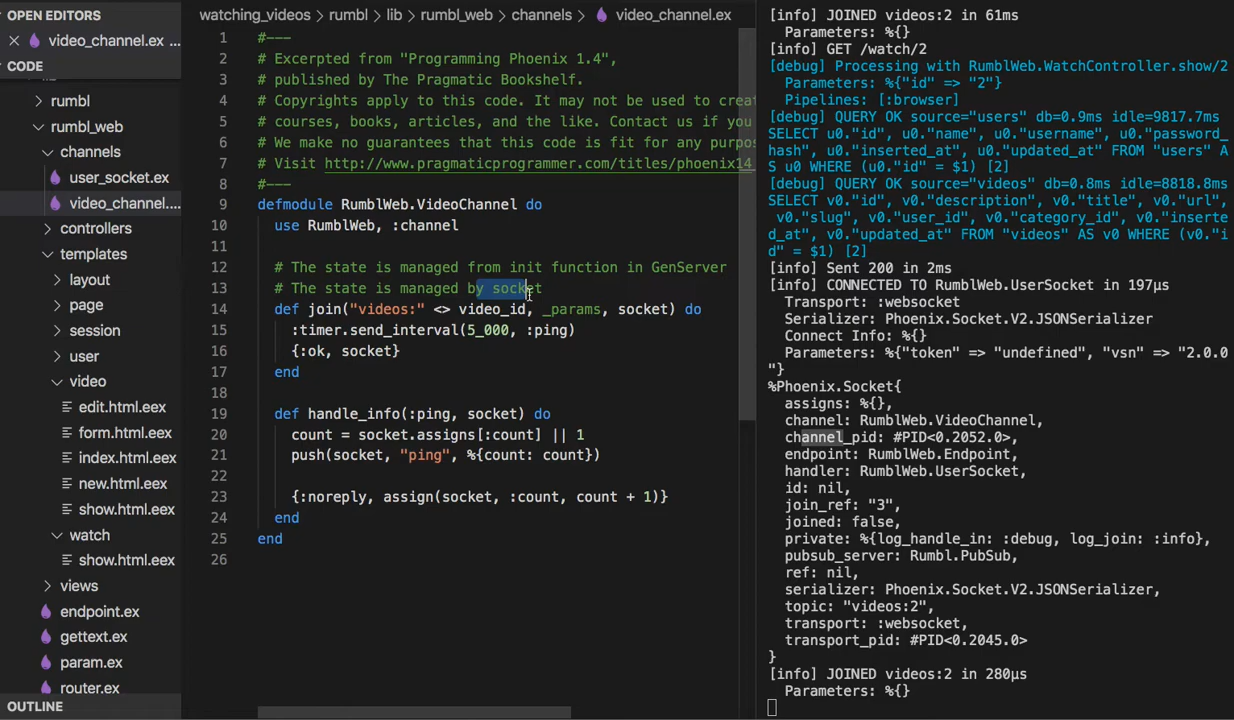 OPEN EDITORS
video_channel.ex ...
CODE
rumbl
rumbl_web
channels
user_socket.ex
video_channel....
controllers
templates
layout
page
session
user
video
edit.html.eex
form.html.eex
index.html.eex
new.html.eex
show.html.eex
watch
show.html.eex
views
endpoint.ex
gettext.ex
param.ex
router.ex
OUTLINE
watching_videos > rumbl > lib > rumbl_web > channels > video_channel.ex
1 #---
2 # Excerpted from "Programming Phoenix 1.4",
3 # published by The Pragmatic Bookshelf.
4 # Copyrights apply to this code. It may not be used to creat
5 # courses, books, articles, and the like. Contact us if you
6 # We make no guarantees that this code is fit for any purpos
7 # Visit http://www.pragmaticprogrammer.com/titles/phoenix14
8 #---
9 defmodule RumblWeb.VideoChannel do
10 use RumblWeb, :channel
11
12 # The state is managed from init function in GenServer
13 # The state is managed by socket
14 def join("videos:" <> video_id, _params, socket) do
15 :timer.send_interval(5_000, :ping)
16 {:ok, socket}
17 end
18
19 def handle_info(:ping, socket) do
20 count = socket.assigns[:count] || 1
21 push(socket, "ping", %{count: count})
22
23 {:noreply, assign(socket, :count, count + 1)}
24 end
25 end
26
[info] JOINED videos:2 in 61ms
Parameters: %{}
[info] GET /watch/2
[debug] Processing with RumblWeb.WatchController.show/2
Parameters: %{"id" => "2"}
Pipelines: [:browser]
[debug] QUERY OK source="users" db=0.9ms idle=9817.7ms
SELECT u0."id", u0."name", u0."username", u0."password_
hash", u0."inserted_at", u0."updated_at" FROM "users" A
S u0 WHERE (u0."id" = $1) [2]
[debug] QUERY OK source="videos" db=0.8ms idle=8818.8ms
SELECT v0."id", v0."description", v0."title", v0."url",
v0."slug", v0."user_id", v0."category_id", v0."inserte
d_at", v0."updated_at" FROM "videos" AS v0 WHERE (v0."i
d" = $1) [2]
[info] Sent 200 in 2ms
[info] CONNECTED TO RumblWeb.UserSocket in 197µs
Transport: :websocket
Serializer: Phoenix.Socket.V2.JSONSerializer
Connect Info: %{}
Parameters: %{"token" => "undefined", "vsn" => "2.0.0
"}
%Phoenix.Socket{
assigns: %{},
channel: RumblWeb.VideoChannel,
channel_pid: #PID<0.2052.0>,
endpoint: RumblWeb.Endpoint,
handler: RumblWeb.UserSocket,
id: nil,
join_ref: "3",
joined: false,
private: %{log_handle_in: :debug, log_join: :info},
pubsub_server: Rumbl.PubSub,
ref: nil,
serializer: Phoenix.Socket.V2.JSONSerializer,
topic: "videos:2",
transport: :websocket,
transport_pid: #PID<0.2045.0>
}
[info] JOINED videos:2 in 280µs
Parameters: %{}